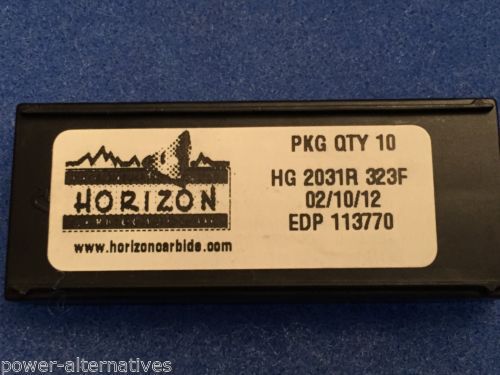 HORIZON
www.horizoncarbide.com
PKG QTY 10
HG 2031R 323F
02/10/12
EDP 113770
power-alternatives